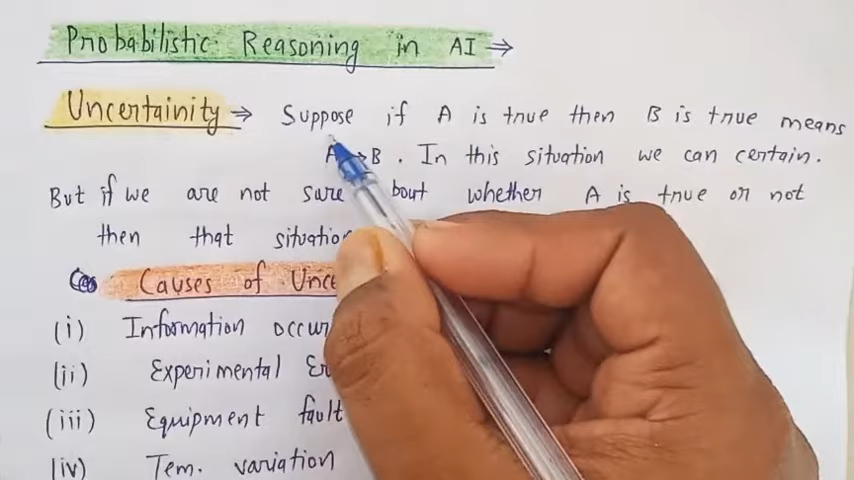 Probabilistic Reasoning in AI ⇒
Uncertainity ⇒ Suppose if A is true then B is true means
A → B. In this situation we can certain.
But if we are not sure bout whether A is true or not
then that situation
Causes of Unce
(i) Information occur
(ii) Experimental Er
(iii) Equipment fault
(iv) Tem. variation